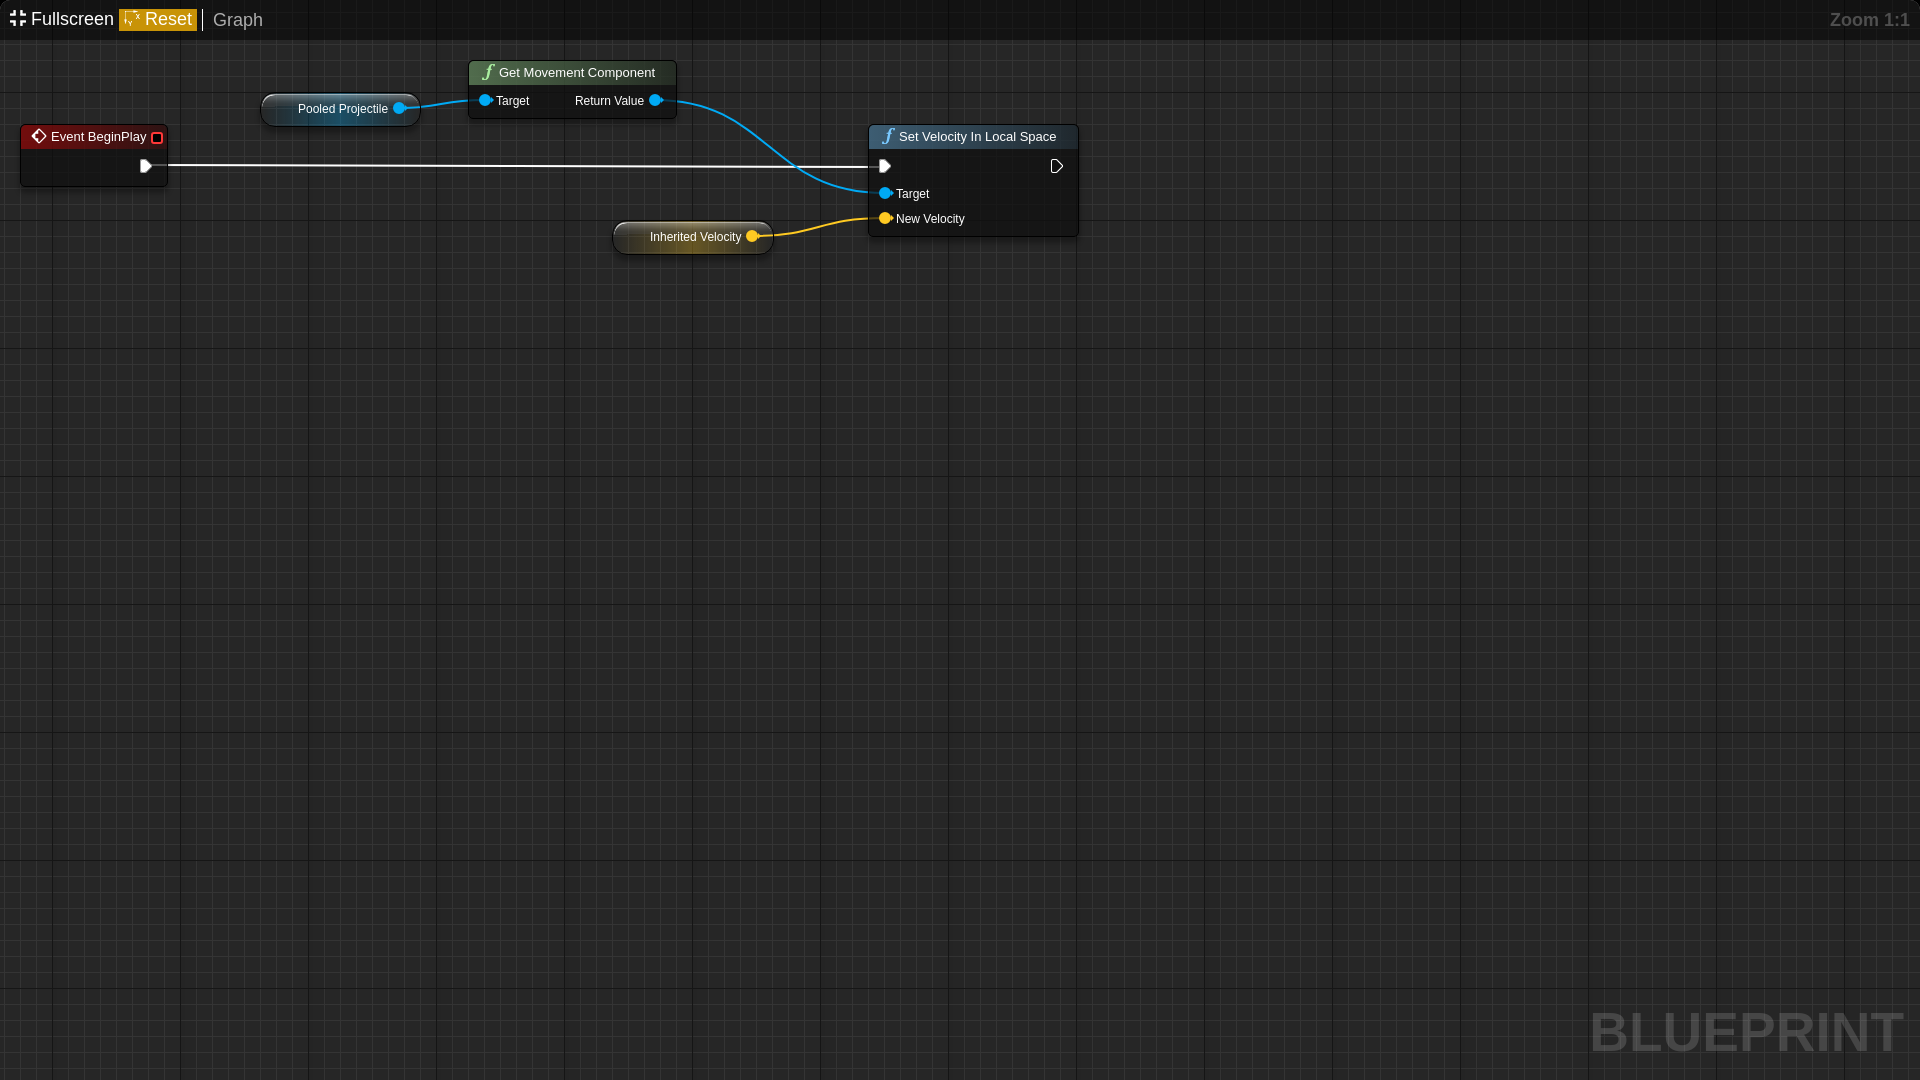 Fullscreen Reset Graph
Zoom 1:1
Get Movement Component
Target Return Value
Pooled Projectile
Event BeginPlay
Set Velocity In Local Space
Target
New Velocity
Inherited Velocity
BLUEPRINT